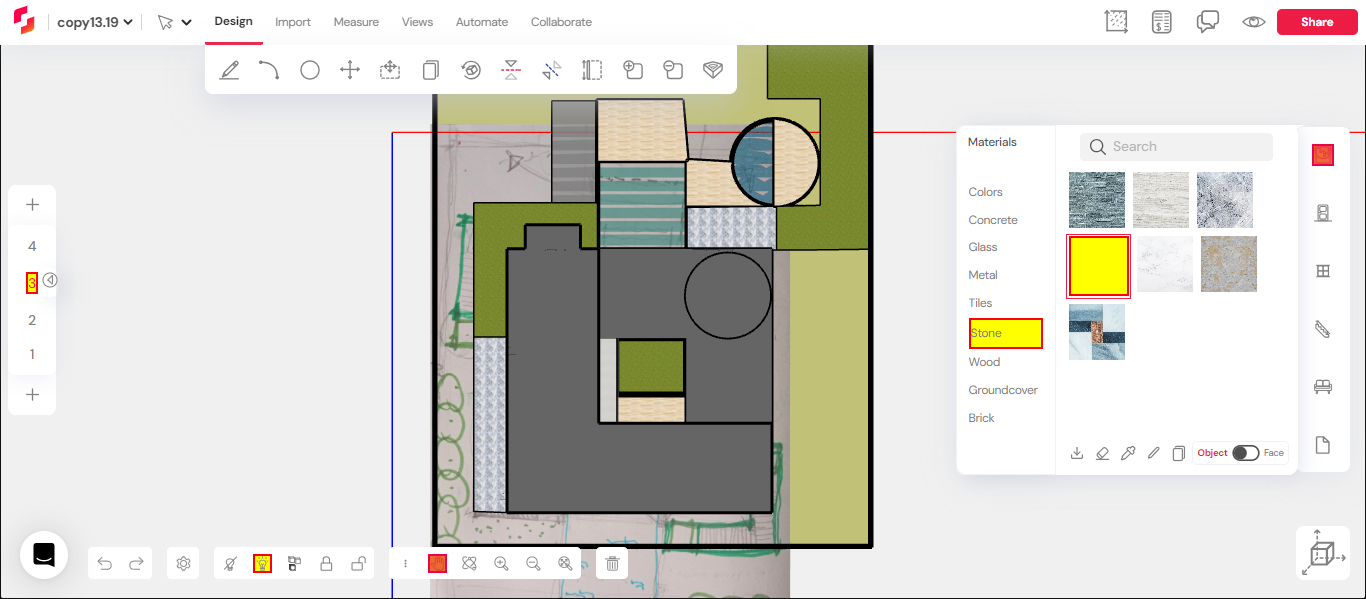 copy13.19
Design
Import
Measure
Views
Automate
Collaborate
Share
4
3
2
1
Materials
Search
Colors
Concrete
Glass
Metal
Tiles
Stone
Wood
Groundcover
Brick
Object
Face